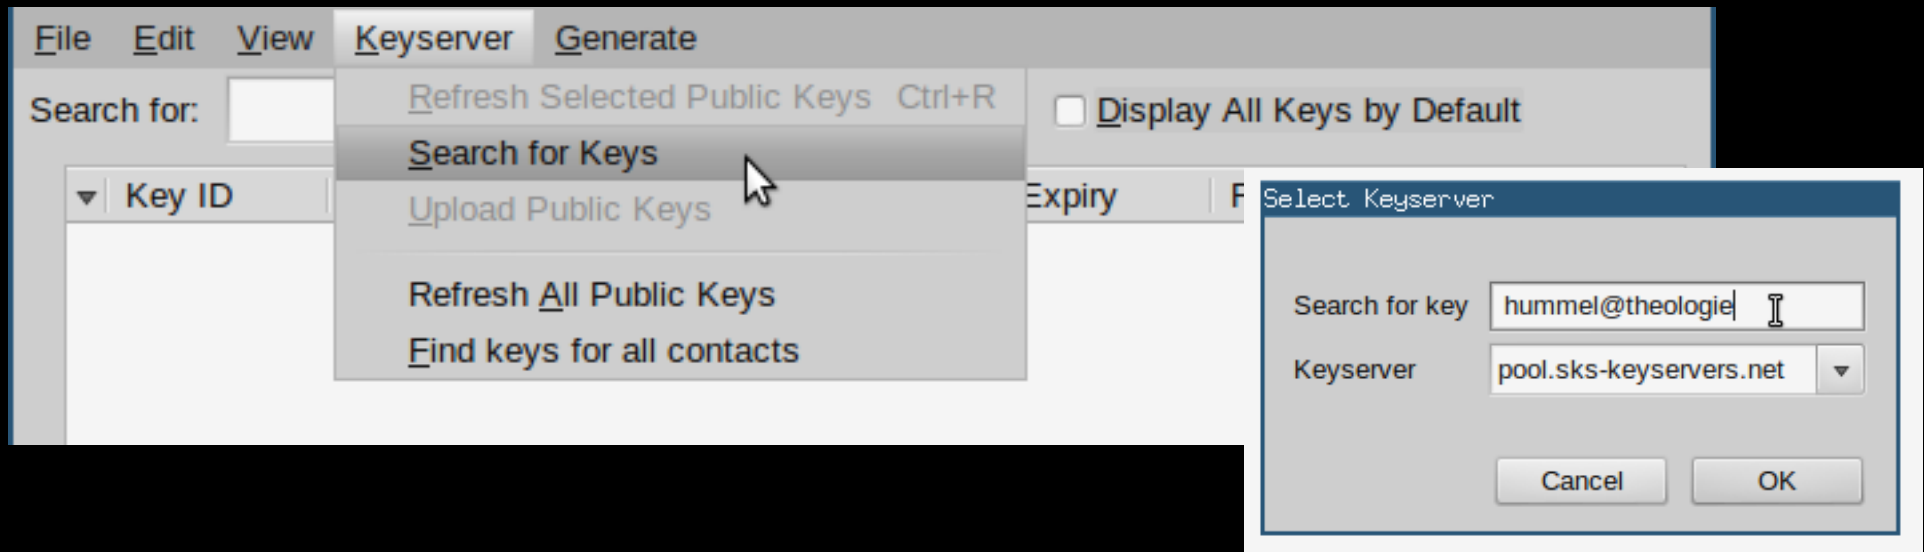 File Edit View Keyserver Generate
Refresh Selected Public Keys Ctrl+R
Search for:
Display All Keys by Default
Search for Keys
Key ID
Expiry
Upload Public Keys
Refresh All Public Keys
Find keys for all contacts
Select Keyserver
Search for key hummel@theologie
Keyserver pool.sks-keyservers.net
Cancel OK